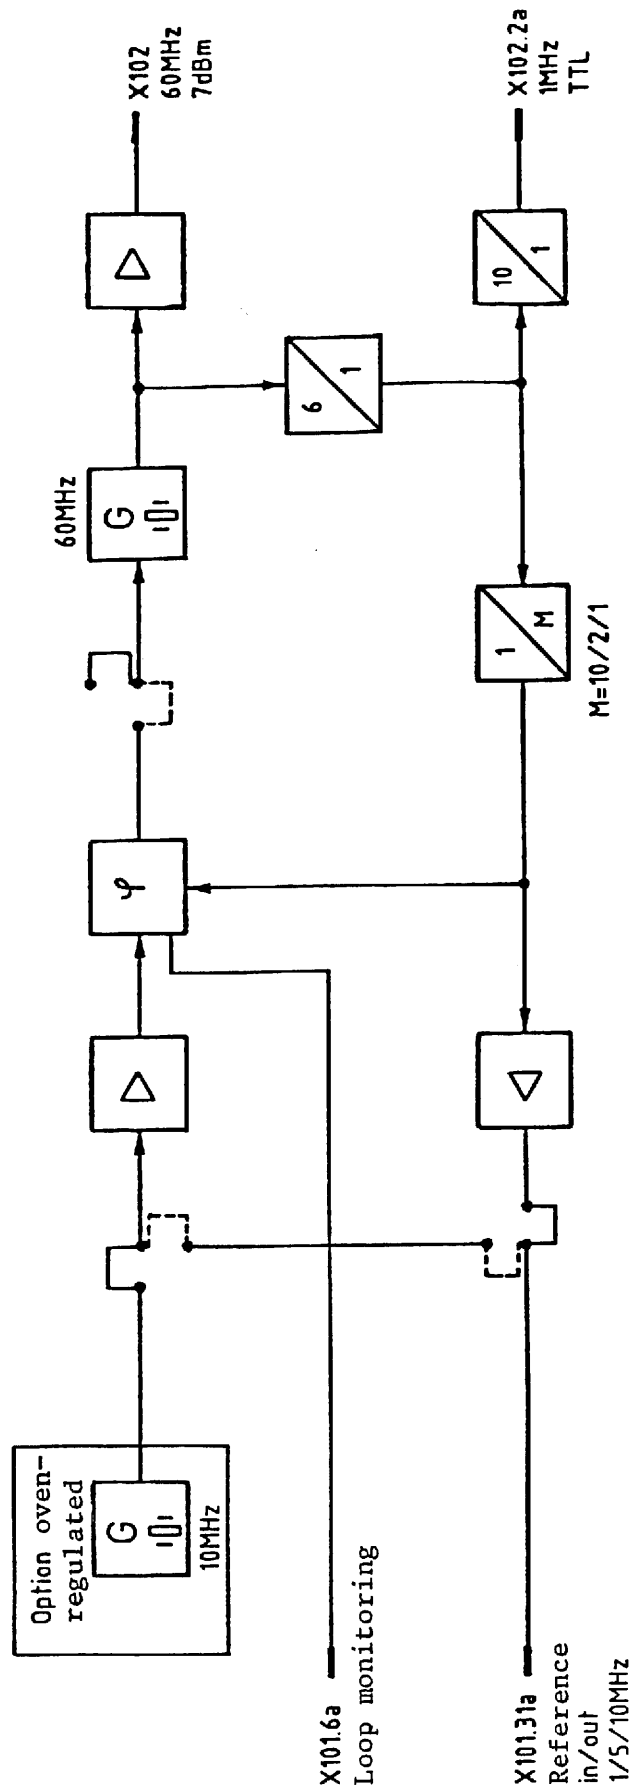 Option oven-
regulated
G
10MHz
φ
60MHz
G
X102
60MHz
7dBm
6
1
10
1
X102.2a
1MHz
TTL
1
M
M=10/2/1
X101.6a
Loop monitoring
X101.31a
Reference
in/out
1/5/10MHz